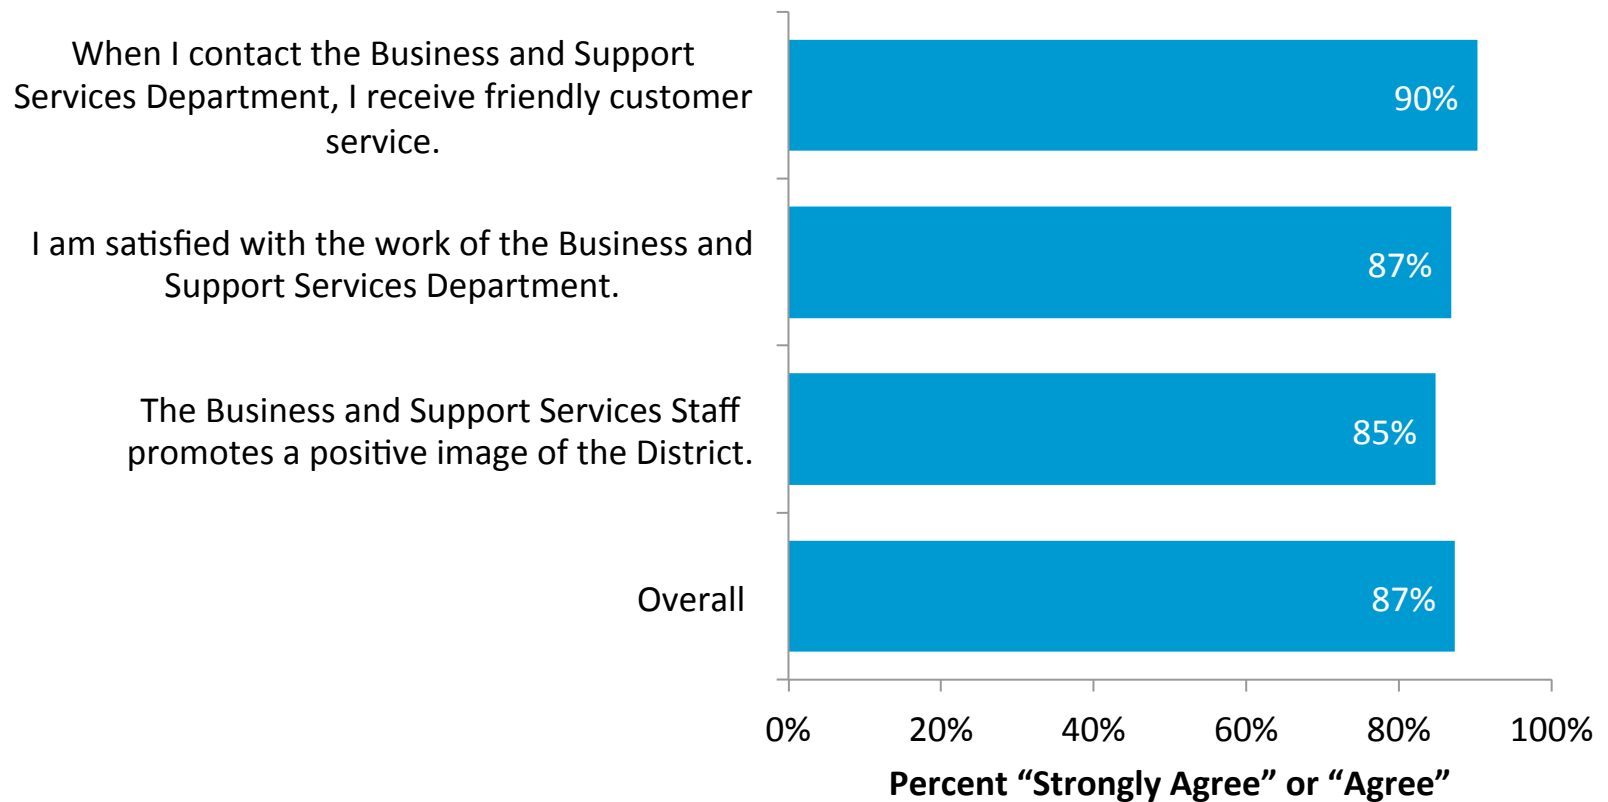 When I contact the Business and Support
Services Department, I receive friendly customer
service.
90%
I am satisfied with the work of the Business and
Support Services Department.
87%
The Business and Support Services Staff
promotes a positive image of the District.
85%
Overall
87%
0% 20% 40% 60% 80% 100%
Percent “Strongly Agree” or “Agree”